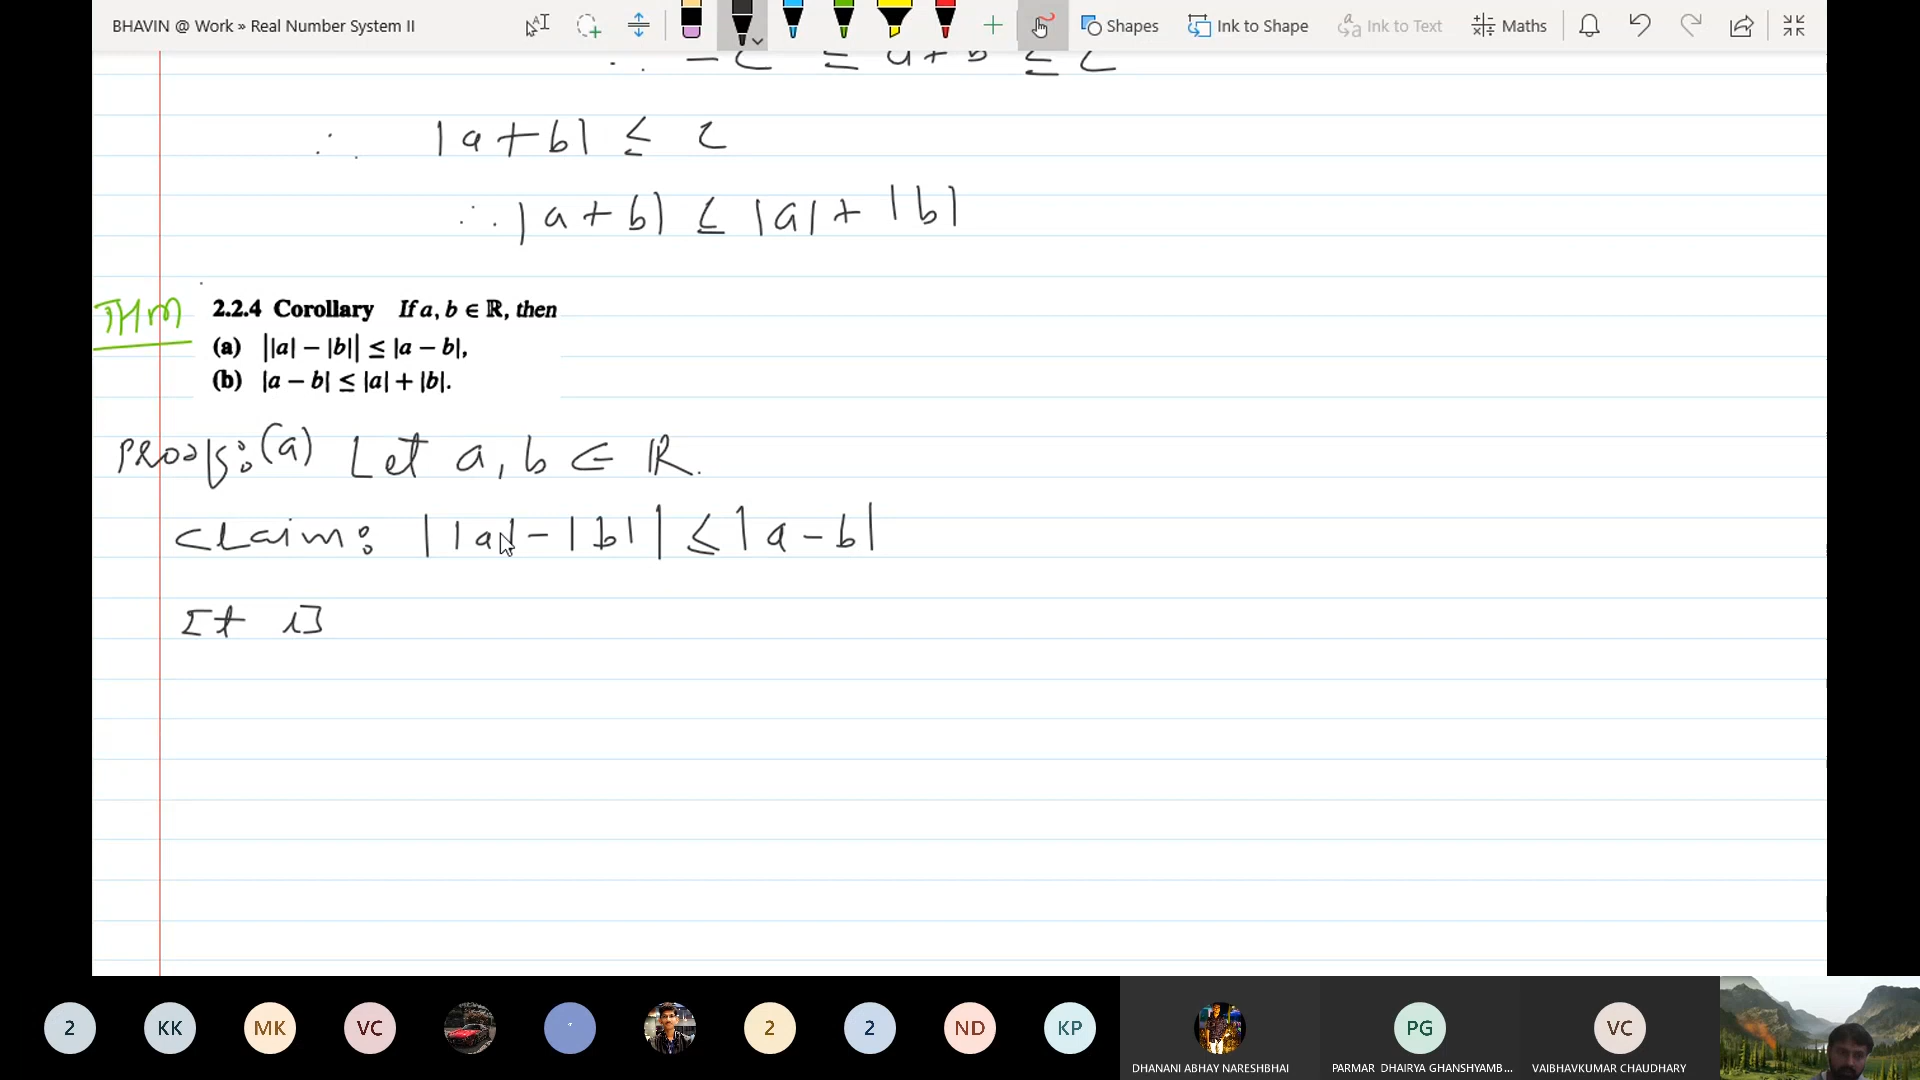 BHAVIN @ Work » Real Number System II
Shapes
Ink to Shape
Ink to Text
Maths
∴ -c ≤ a+b ≤ c
∴ |a+b| ≤ c
∴ |a+b| ≤ |a| + |b|
THM
2.2.4 Corollary If a, b ∈ ℝ, then
(a) ||a| − |b|| ≤ |a − b|,
(b) |a − b| ≤ |a| + |b|.
Proof: (a) Let a, b ∈ ℝ.
Claim: ||a| - |b|| ≤ |a - b|
2
KK
MK
VC
2
2
ND
KP
PG
VC
DHANANI ABHAY NARESHBHAI
PARMAR DHAIRYA GHANSHYAMB...
VAIBHAVKUMAR CHAUDHARY